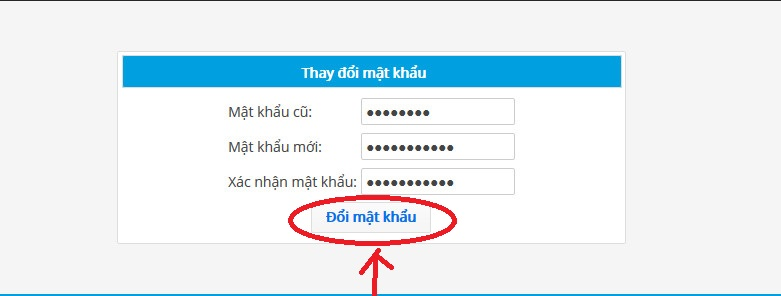 Thay đổi mật khẩu
Mật khẩu cũ: ●●●●●●●●
Mật khẩu mới: ●●●●●●●●●●●
Xác nhận mật khẩu: ●●●●●●●●●●●
Đổi mật khẩu